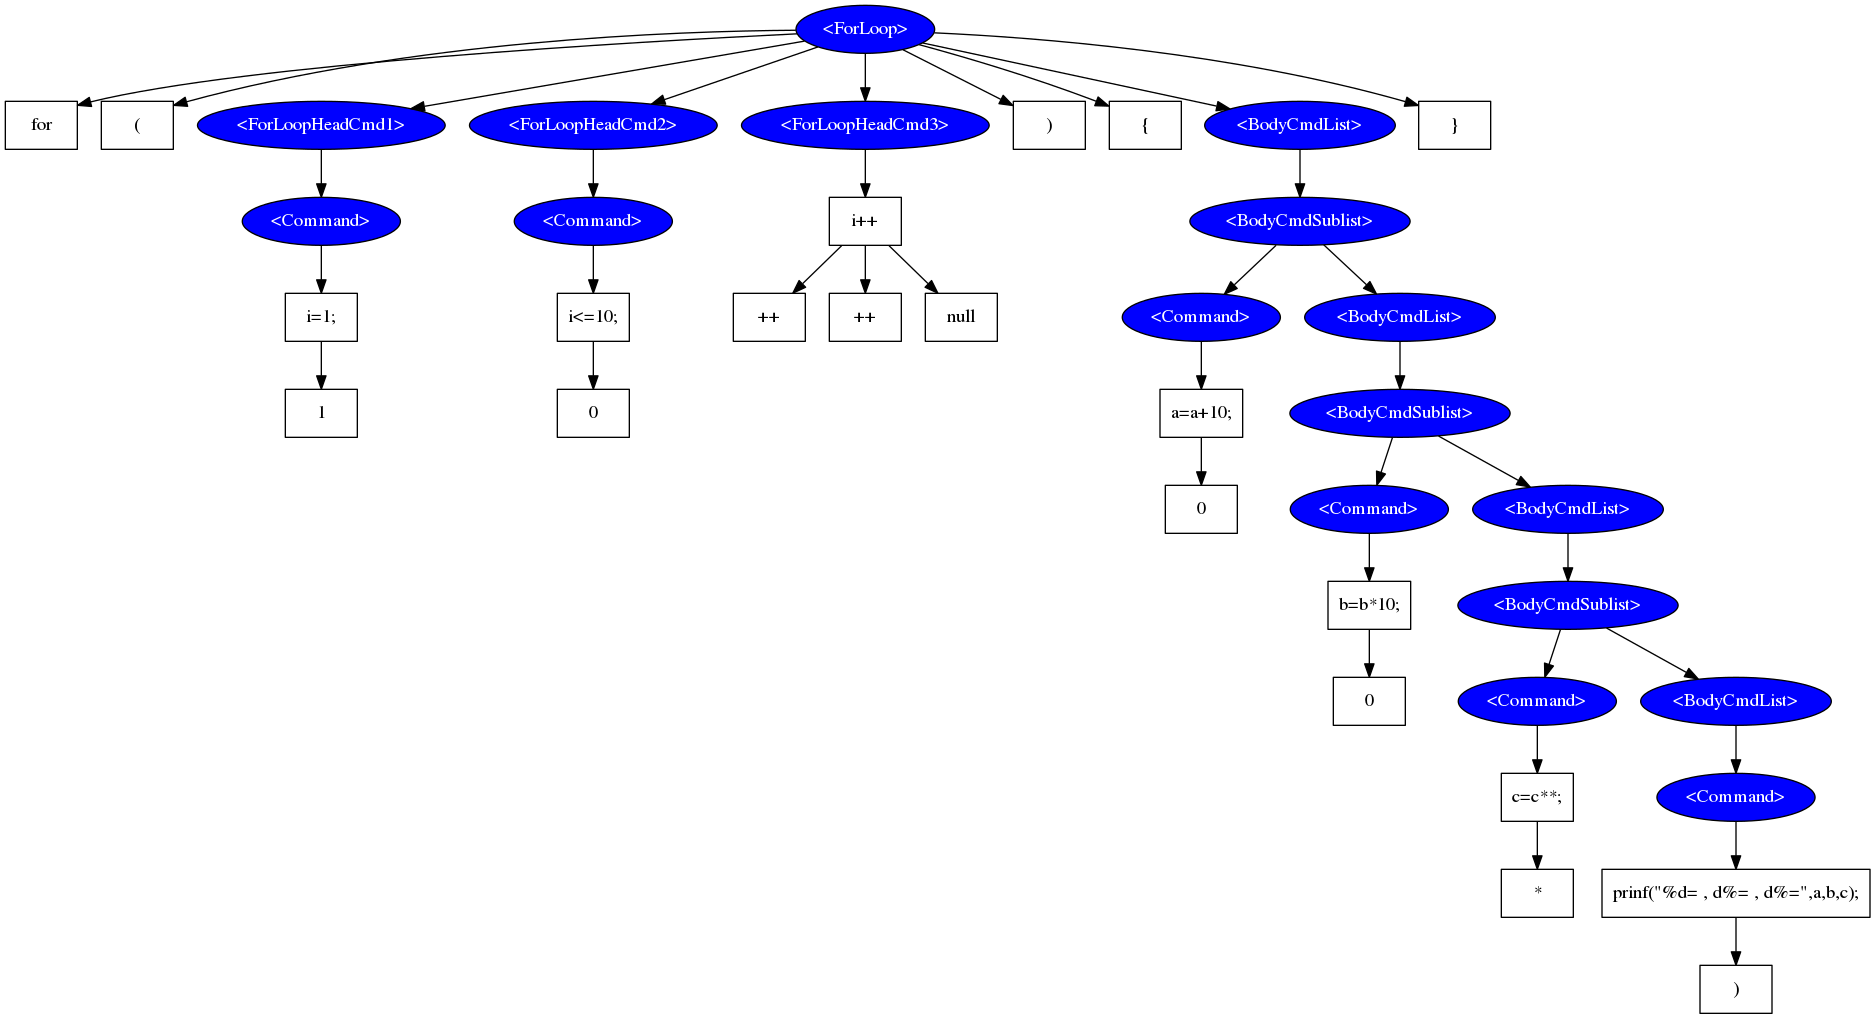 <ForLoop>
for
(
<ForLoopHeadCmd1>
<ForLoopHeadCmd2>
<ForLoopHeadCmd3>
)
{
<BodyCmdList>
}
<Command>
<Command>
i++
<BodyCmdSublist>
i=1;
i<=10;
++
++
null
<Command>
<BodyCmdList>
1
0
a=a+10;
<BodyCmdSublist>
0
<Command>
<BodyCmdList>
b=b*10;
<BodyCmdSublist>
0
<Command>
<BodyCmdList>
c=c**;
<Command>
*
prinf("%d= , d%= , d%=",a,b,c);
)